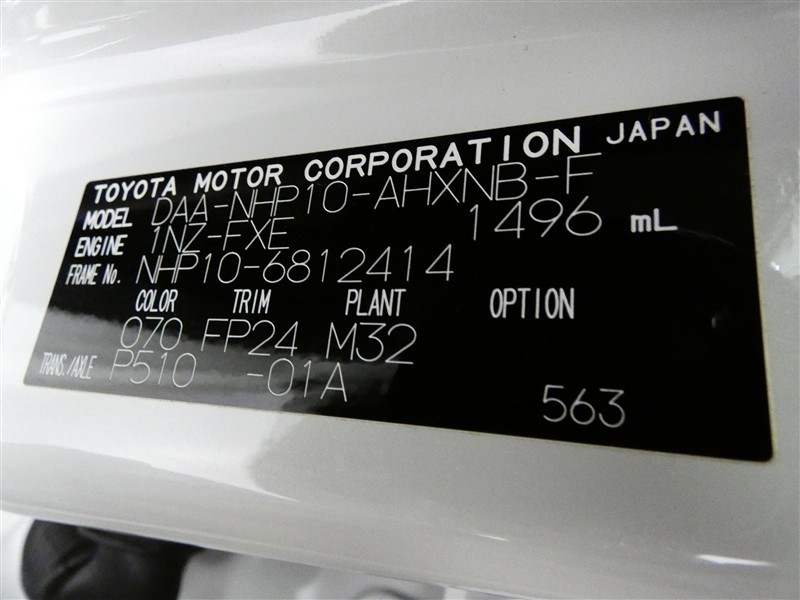 TOYOTA MOTOR CORPORATION JAPAN
MODEL DAA-NHP10-AHXNB-F
ENGINE 1NZ-FXE 1496 mL
FRAME No. NHP10-6812414
COLOR TRIM PLANT OPTION
070 FP24 M32
TRANS./AXLE P510 -01A
563